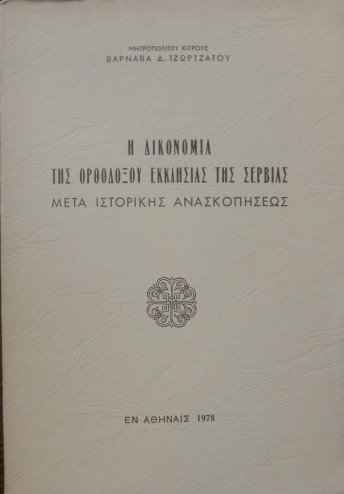 ΜΗΤΡΟΠΟΛΙΤΟΥ ΚΙΤΡΟΥΣ
ΒΑΡΝΑΒΑ Δ. ΤΖΩΡΤΖΑΤΟΥ
Η ΔΙΚΟΝΟΜΙΑ
ΤΗΣ ΟΡΘΟΔΟΞΟΥ ΕΚΚΛΗΣΙΑΣ ΤΗΣ ΣΕΡΒΙΑΣ
ΜΕΤΑ ΙΣΤΟΡΙΚΗΣ ΑΝΑΣΚΟΠΗΣΕΩΣ
ΕΝ ΑΘΗΝΑΙΣ 1978